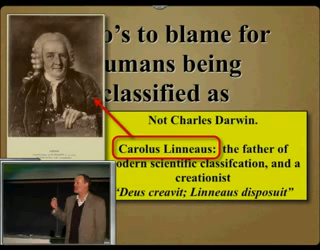 o's to blame for
umans being
classified as
Not Charles Darwin.
Carolus Linneaus: the father of
odern scientific classifcation, and a
creationist
“Deus creavit; Linneaus disposuit”